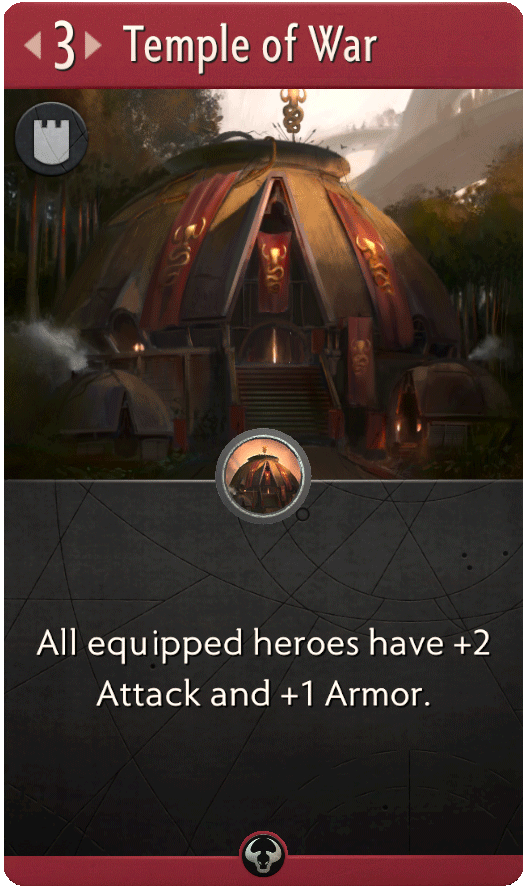 3 Temple of War
All equipped heroes have +2
Attack and +1 Armor.